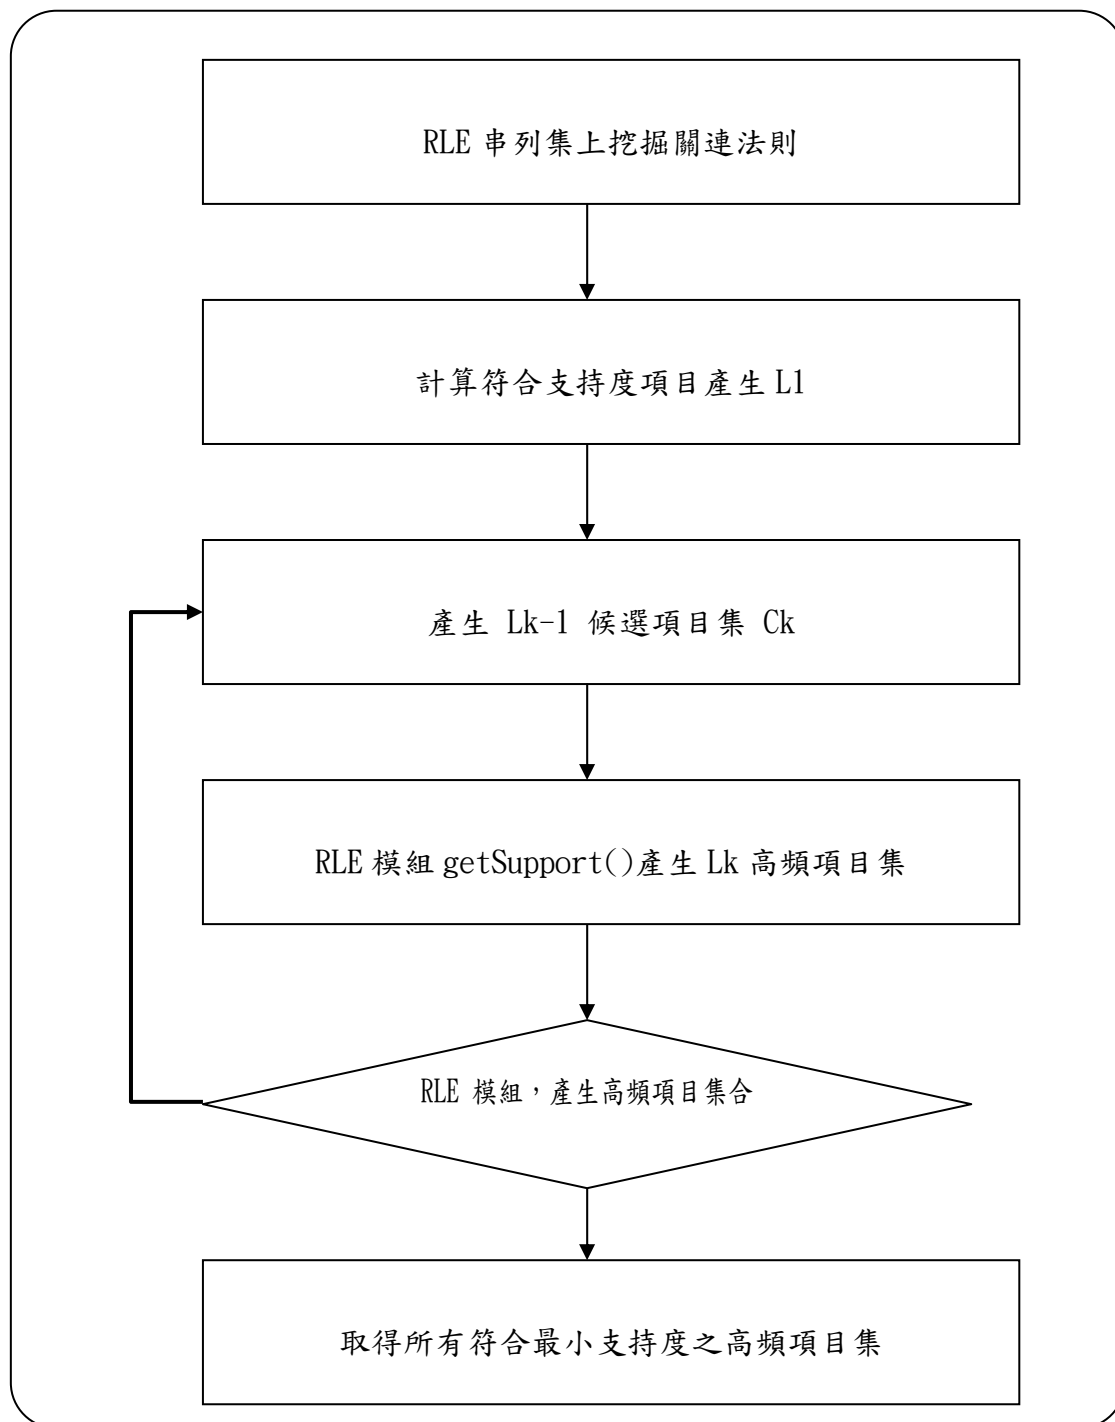 RLE 串列集上挖掘關連法則
計算符合支持度項目產生 L1
產生 Lk-1 候選項目集 Ck
RLE 模組 getSupport()產生 Lk 高頻項目集
RLE 模組，產生高頻項目集合
取得所有符合最小支持度之高頻項目集